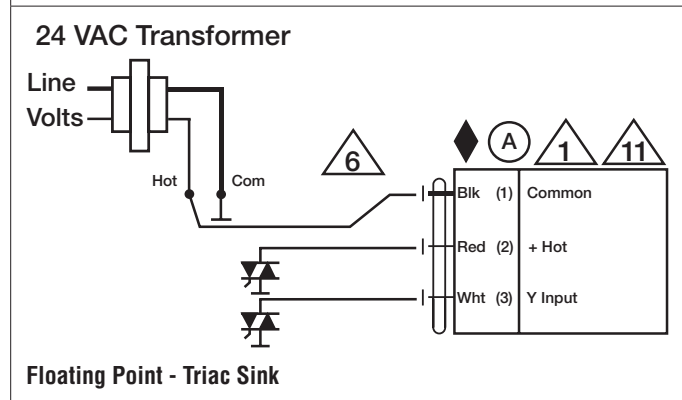 24 VAC Transformer
Line
Volts
Hot
Com
6
A
1
11
Blk (1) Common
Red (2) + Hot
Wht (3) Y Input
Floating Point - Triac Sink